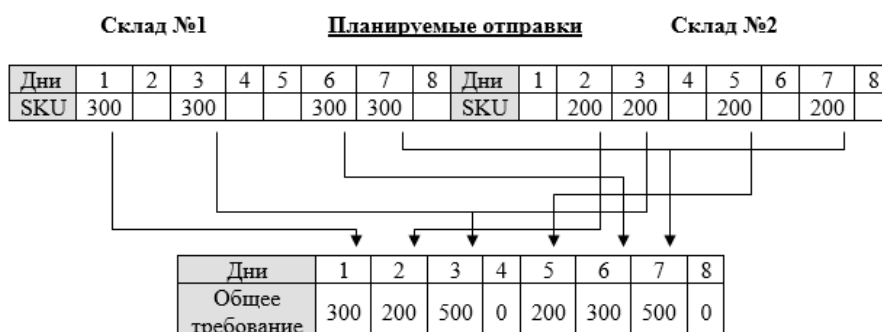 Склад №1 Планируемые отправки Склад №2
Дни 1 2 3 4 5 6 7 8 Дни 1 2 3 4 5 6 7 8
SKU 300 300 300 300 SKU 200 200 200 200
Дни 1 2 3 4 5 6 7 8
Общее
требование 300 200 500 0 200 300 500 0